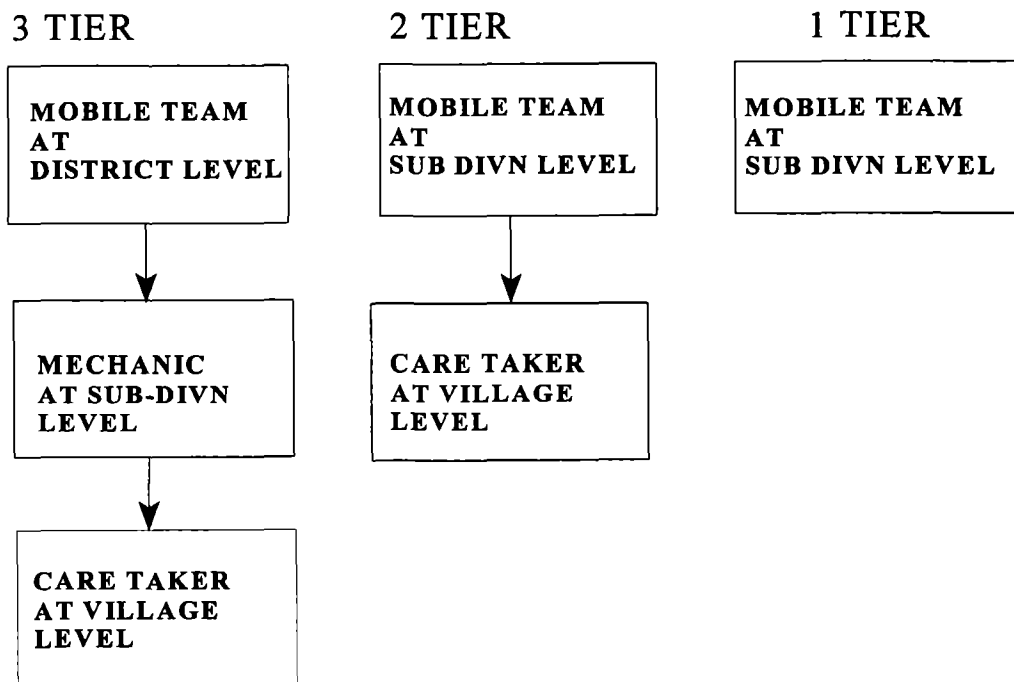 3 TIER
MOBILE TEAM
AT
DISTRICT LEVEL
MECHANIC
AT SUB-DIVN
LEVEL
CARE TAKER
AT VILLAGE
LEVEL
2 TIER
MOBILE TEAM
AT
SUB DIVN LEVEL
CARE TAKER
AT VILLAGE
LEVEL
1 TIER
MOBILE TEAM
AT
SUB DIVN LEVEL